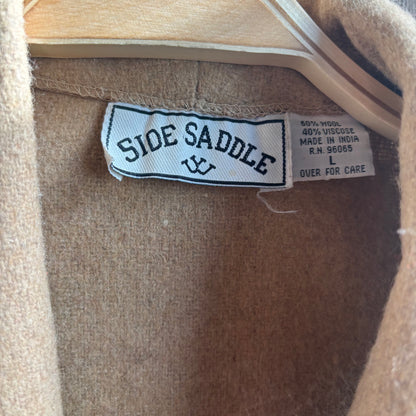 SIDE SADDLE
60% WOOL
40% VISCOSE
MADE IN INDIA
R.N. 96065
L
OVER FOR CARE